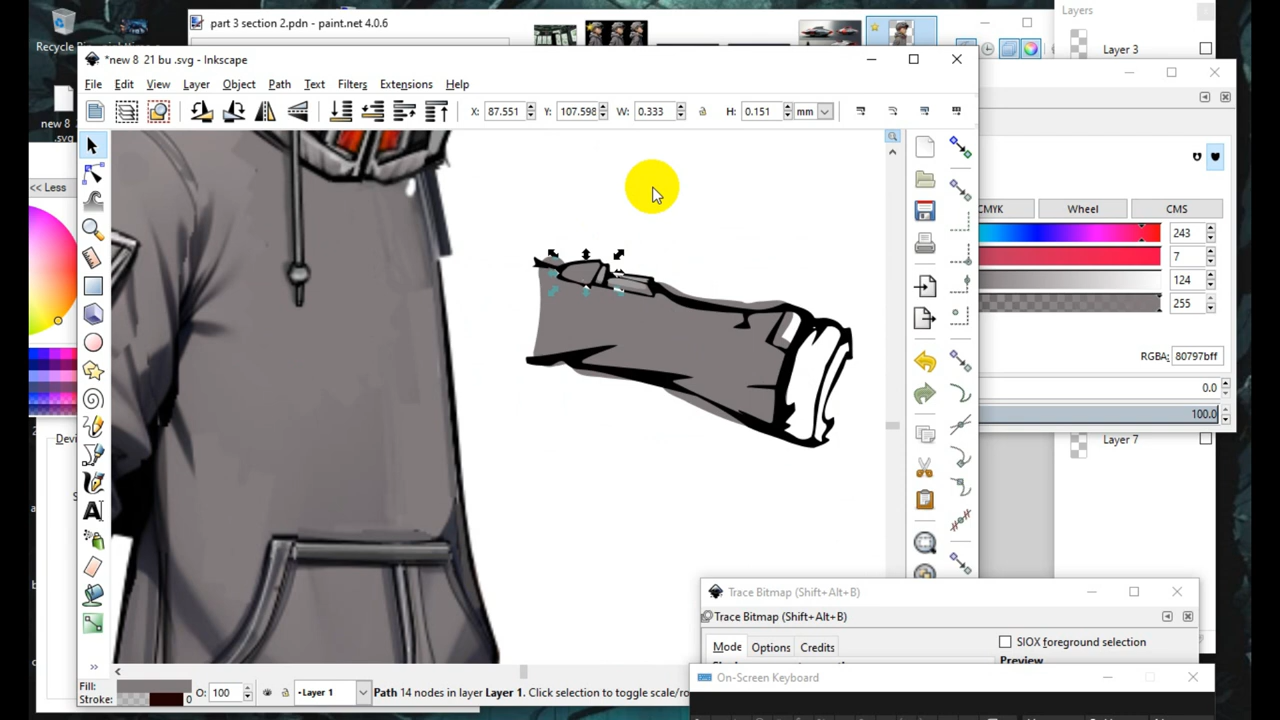 Recycle Bin
part 3 section 2.pdn - paint.net 4.0.6
Layers
Layer 3
*new 8 21 bu .svg - Inkscape
File Edit View Layer Object Path Filters Text Extensions Help
X: 87.551 Y: 107.598 W: 0.333 H: 0.151 mm
new 8
.svg
<< Less
CMYK Wheel CMS
243
7
124
255
RGBA: 80797bff
0.0
100.0
Layer 7
Trace Bitmap (Shift+Alt+B)
Trace Bitmap (Shift+Alt+B)
Mode Options Credits
SIOX foreground selection
Preview
Fill:
Stroke: 0
O: 100
Layer 1
Path 14 nodes in layer Layer 1. Click selection to toggle scale/ro
On-Screen Keyboard